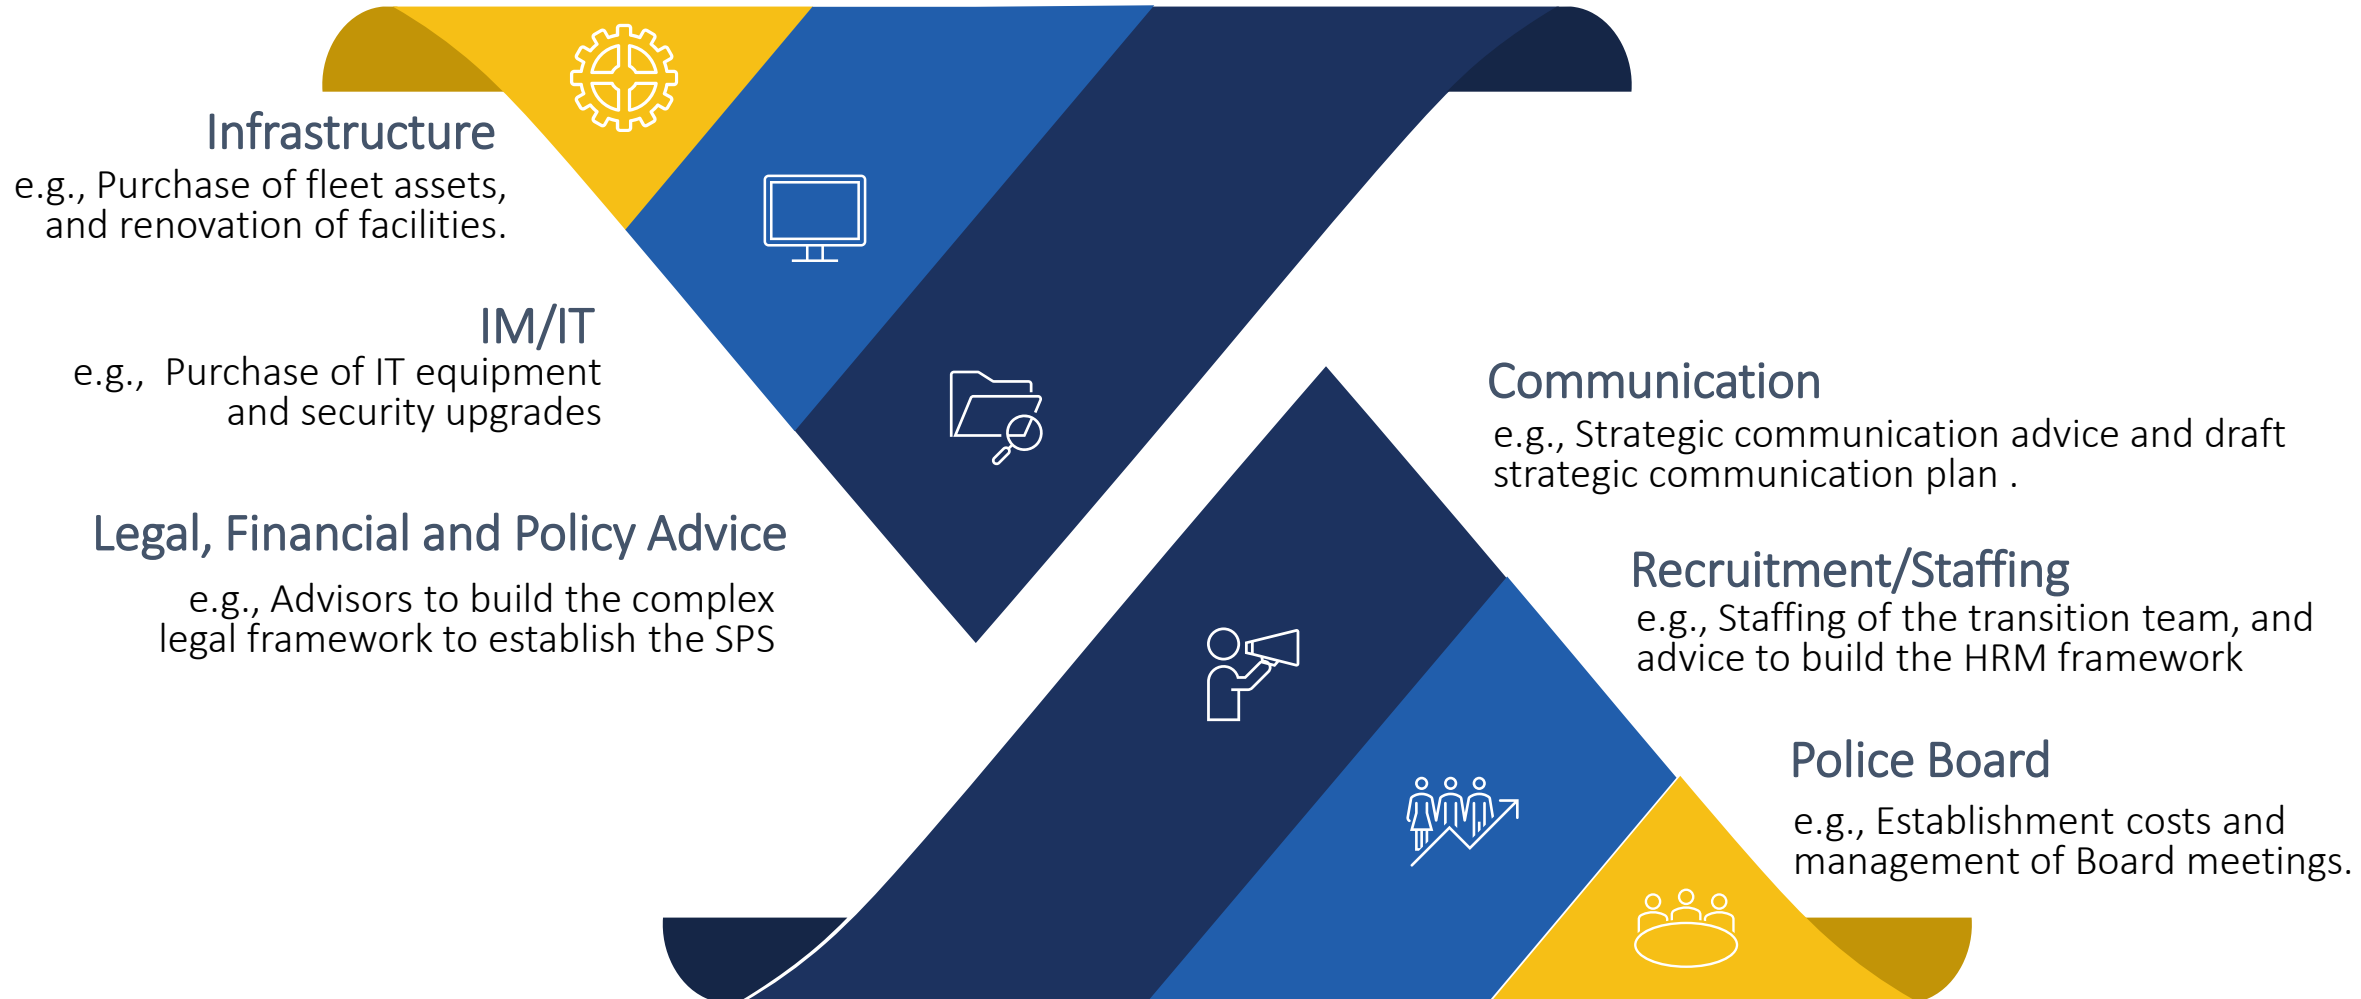 Infrastructure
e.g., Purchase of fleet assets,
and renovation of facilities.
IM/IT
e.g.,  Purchase of IT equipment
and security upgrades
Legal, Financial and Policy Advice
e.g., Advisors to build the complex
legal framework to establish the SPS
Communication
e.g., Strategic communication advice and draft
strategic communication plan .
Recruitment/Staffing
e.g., Staffing of the transition team, and
advice to build the HRM framework
Police Board
e.g., Establishment costs and
management of Board meetings.